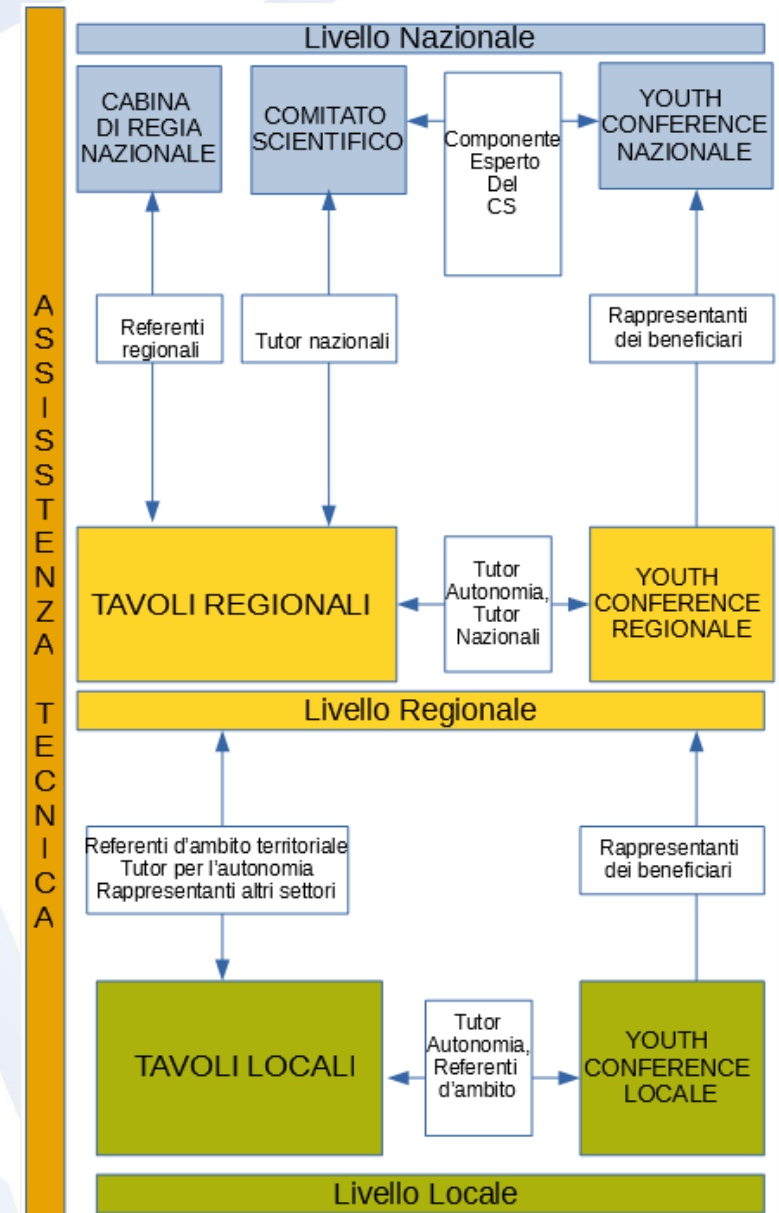 Livello Nazionale
CABINA
DI REGIA
NAZIONALE
COMITATO
SCIENTIFICO
Componente
Esperto
Del
CS
YOUTH
CONFERENCE
NAZIONALE
Referenti
regionali
Tutor nazionali
Rappresentanti
dei beneficiari
ASSISSTENZA TECNICA
TAVOLI REGIONALI
Tutor
Autonomia,
Tutor
Nazionali
YOUTH
CONFERENCE
REGIONALE
Livello Regionale
Referenti d'ambito territoriale
Tutor per l'autonomia
Rappresentanti altri settori
Rappresentanti
dei beneficiari
TAVOLI LOCALI
Tutor
Autonomia,
Referenti
d'ambito
YOUTH
CONFERENCE
LOCALE
Livello Locale